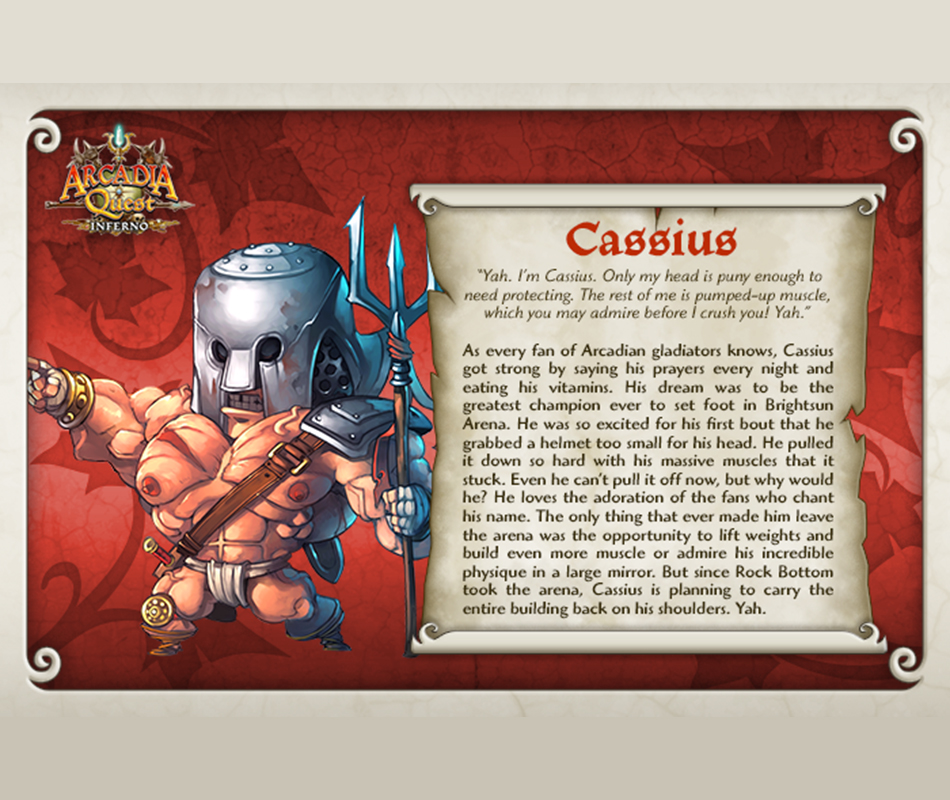 ARCADIA
Quest
INFERNO
Cassius
"Yah. I'm Cassius. Only my head is puny enough to
need protecting. The rest of me is pumped-up muscle,
which you may admire before I crush you! Yah."
As every fan of Arcadian gladiators knows, Cassius
got strong by saying his prayers every night and
eating his vitamins. His dream was to be the
greatest champion ever to set foot in Brightsun
Arena. He was so excited for his first bout that he
grabbed a helmet too small for his head. He pulled
it down so hard with his massive muscles that it
stuck. Even he can't pull it off now, but why would
he? He loves the adoration of the fans who chant
his name. The only thing that ever made him leave
the arena was the opportunity to lift weights and
build even more muscle or admire his incredible
physique in a large mirror. But since Rock Bottom
took the arena, Cassius is planning to carry the
entire building back on his shoulders. Yah.